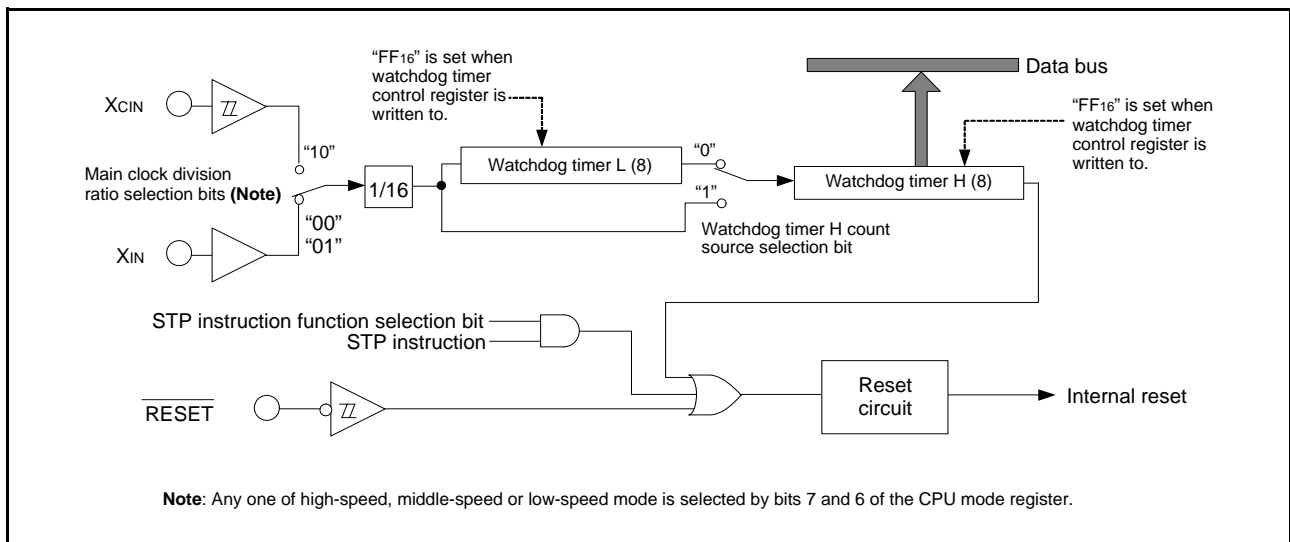 “FF16” is set when
watchdog timer
control register is
written to.
Data bus
XCIN
“FF16” is set when
watchdog timer
control register is
written to.
“10”
“0”
Main clock division
ratio selection bits (Note)
1/16
Watchdog timer L (8)
Watchdog timer H (8)
“1”
“00”
“01”
Watchdog timer H count
source selection bit
XIN
STP instruction function selection bit
STP instruction
RESET
Reset
circuit
Internal reset
Note: Any one of high-speed, middle-speed or low-speed mode is selected by bits 7 and 6 of the CPU mode register.